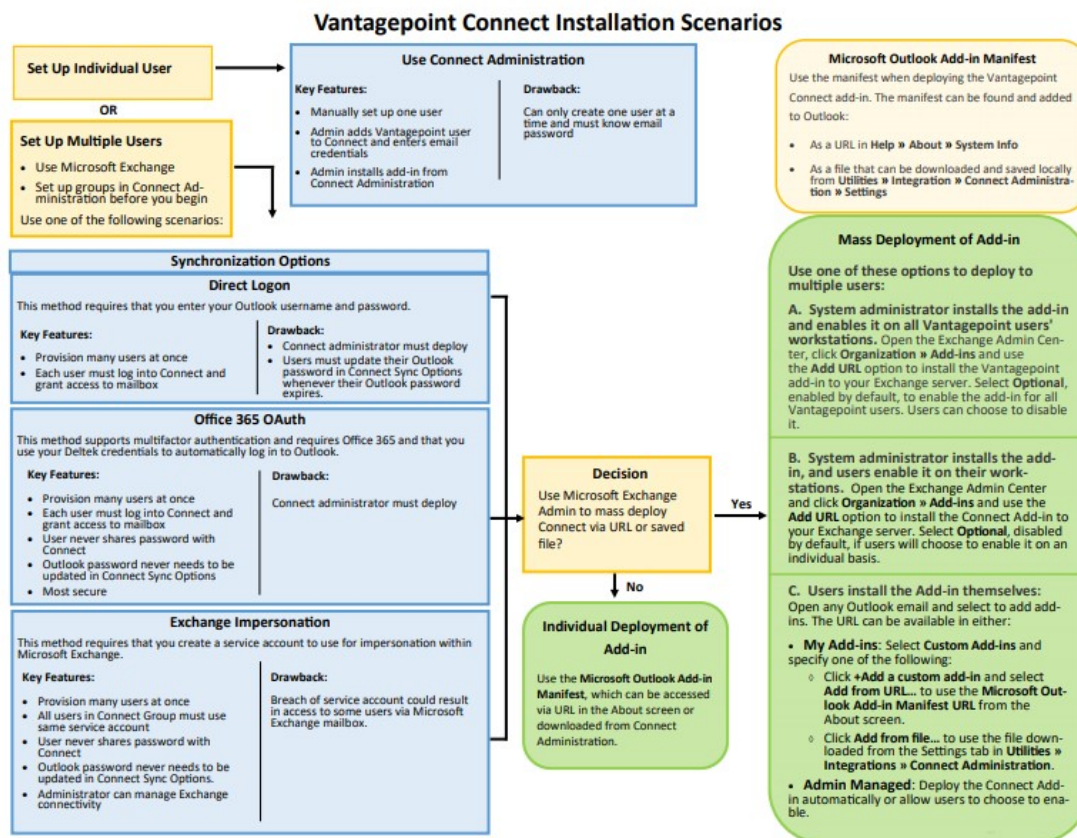 Vantagepoint Connect Installation Scenarios
Set Up Individual User
OR
Set Up Multiple Users
• Use Microsoft Exchange
• Set up groups in Connect Ad-
ministration before you begin
Use one of the following scenarios:
Use Connect Administration
Key Features:
• Manually set up one user
• Admin adds Vantagepoint user
to Connect and enters email
credentials
• Admin installs add-in from
Connect Administration
Drawback:
Can only create one user at a
time and must know email
password
Microsoft Outlook Add-in Manifest
Use the manifest when deploying the Vantagepoint
Connect add-in. The manifest can be found and added
to Outlook:
• As a URL in Help » About » System Info
• As a file that can be downloaded and saved locally
from Utilities » Integration » Connect Administra-
tion » Settings
Synchronization Options
Direct Logon
This method requires that you enter your Outlook username and password.
Key Features:
• Provision many users at once
• Each user must log into Connect and
grant access to mailbox
Drawback:
• Connect administrator must deploy
• Users must update their Outlook
password in Connect Sync Options
whenever their Outlook password
expires.
Office 365 OAuth
This method supports multifactor authentication and requires Office 365 and that you
use your Deltek credentials to automatically log in to Outlook.
Key Features:
• Provision many users at once
• Each user must log into Connect and
grant access to mailbox
• User never shares password with
Connect
• Outlook password never needs to be
updated in Connect Sync Options
• Most secure
Drawback:
Connect administrator must deploy
Exchange Impersonation
This method requires that you create a service account to use for impersonation within
Microsoft Exchange.
Key Features:
• Provision many users at once
• All users in Connect Group must use
same service account
• User never shares password with
Connect
• Outlook password never needs to be
updated in Connect Sync Options.
• Administrator can manage Exchange
connectivity
Drawback:
Breach of service account could result
in access to some users via Microsoft
Exchange mailbox.
Decision
Use Microsoft Exchange
Admin to mass deploy
Connect via URL or saved
file?
Yes
No
Individual Deployment of
Add-in
Use the Microsoft Outlook Add-in
Manifest, which can be accessed
via URL in the About screen or
downloaded from Connect
Administration.
Mass Deployment of Add-in
Use one of these options to deploy to
multiple users:
A. System administrator installs the add-in
and enables it on all Vantagepoint users'
workstations. Open the Exchange Admin Cen-
ter, click Organization » Add-ins and use
the Add URL option to install the Vantagepoint
add-in to your Exchange server. Select Optional,
enabled by default, to enable the add-in for all
Vantagepoint users. Users can choose to disable
it.
B. System administrator installs the add-
in, and users enable it on their work-
stations. Open the Exchange Admin Center
and click Organization » Add-ins and use the
Add URL option to install the Connect Add-in to
your Exchange server. Select Optional, disabled
by default, if users will choose to enable it on an
individual basis.
C. Users install the Add-in themselves:
Open any Outlook email and select to add add-
ins. The URL can be available in either:
• My Add-ins: Select Custom Add-ins and
specify one of the following:
◊ Click +Add a custom add-in and select
Add from URL... to use the Microsoft Out-
look Add-in Manifest URL from the
About screen.
◊ Click Add from file... to use the file down-
loaded from the Settings tab in Utilities »
Integrations » Connect Administration.
• Admin Managed: Deploy the Connect Add-
in automatically or allow users to choose to ena-
ble.